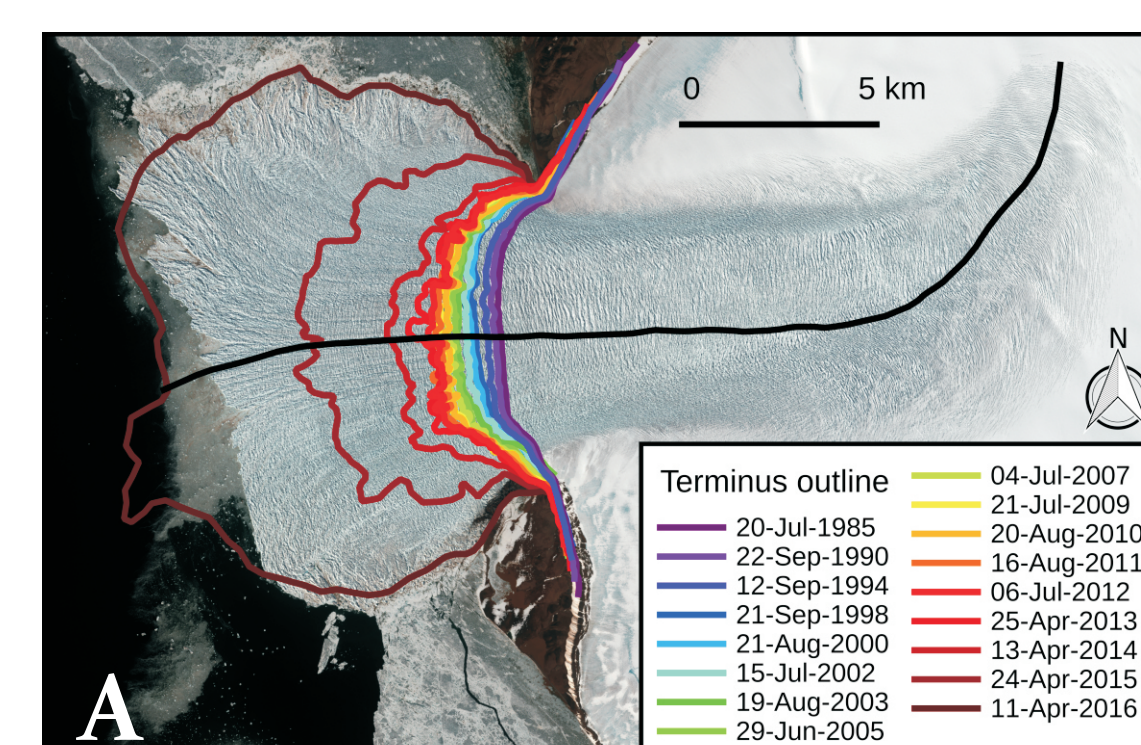 0 5 km
N
Terminus outline
20-Jul-1985
22-Sep-1990
12-Sep-1994
21-Sep-1998
21-Aug-2000
15-Jul-2002
19-Aug-2003
29-Jun-2005
04-Jul-2007
21-Jul-2009
20-Aug-2010
16-Aug-2011
06-Jul-2012
25-Apr-2013
13-Apr-2014
24-Apr-2015
11-Apr-2016
A